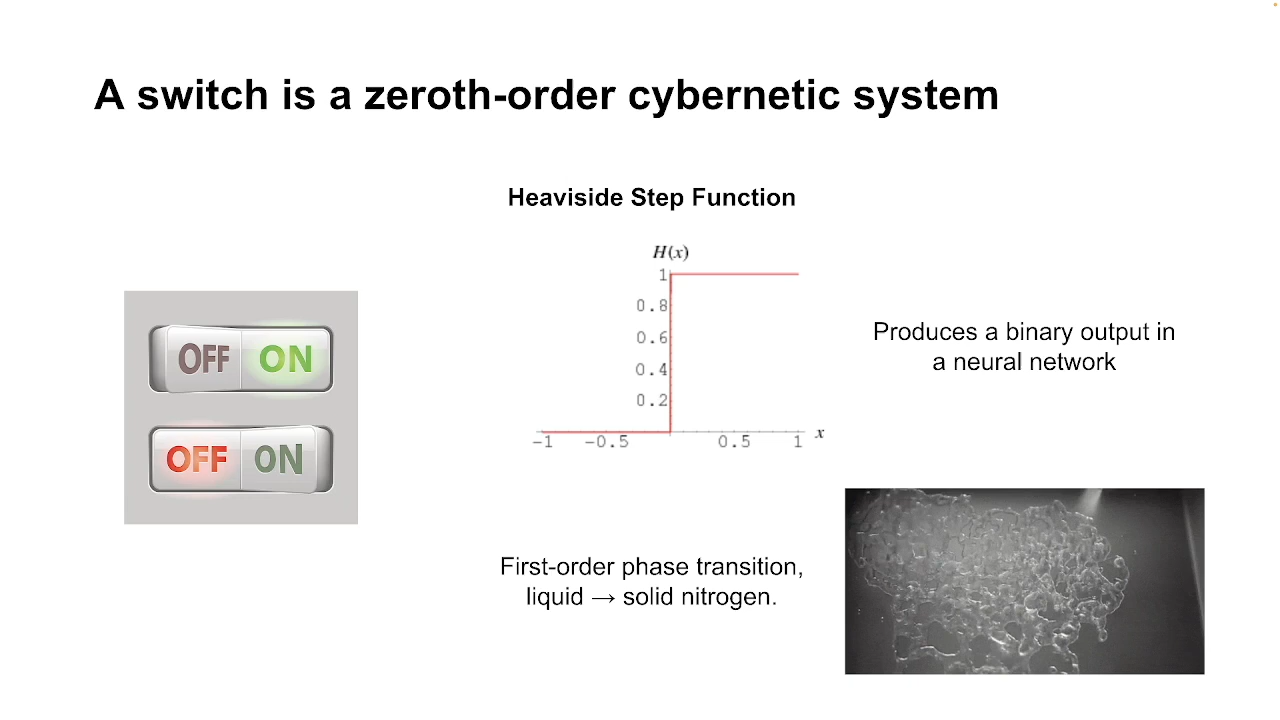 A switch is a zeroth-order cybernetic system
Heaviside Step Function
H(x)
1
0.8
0.6
0.4
0.2
-1
-0.5
0.5
1
x
OFF ON
OFF ON
Produces a binary output in
a neural network
First-order phase transition,
liquid → solid nitrogen.